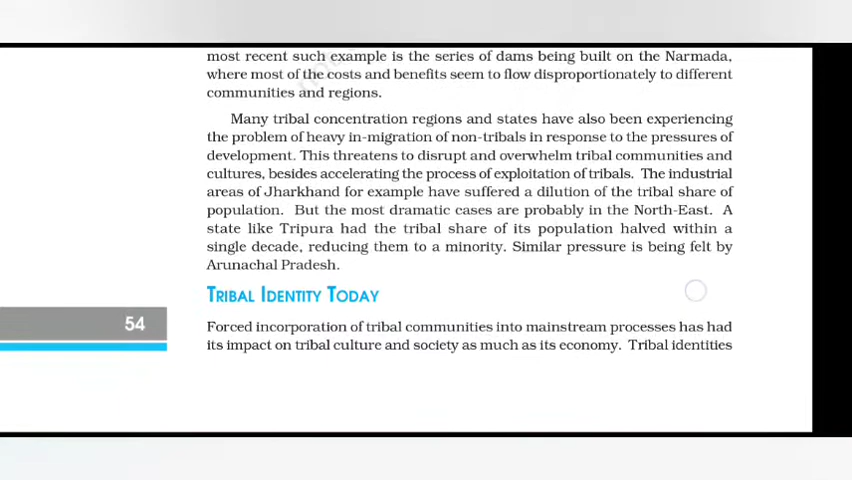 most recent such example is the series of dams being built on the Narmada,
where most of the costs and benefits seem to flow disproportionately to different
communities and regions.
Many tribal concentration regions and states have also been experiencing
the problem of heavy in-migration of non-tribals in response to the pressures of
development. This threatens to disrupt and overwhelm tribal communities and
cultures, besides accelerating the process of exploitation of tribals. The industrial
areas of Jharkhand for example have suffered a dilution of the tribal share of
population. But the most dramatic cases are probably in the North-East. A
state like Tripura had the tribal share of its population halved within a
single decade, reducing them to a minority. Similar pressure is being felt by
Arunachal Pradesh.
TRIBAL IDENTITY TODAY
54
Forced incorporation of tribal communities into mainstream processes has had
its impact on tribal culture and society as much as its economy. Tribal identities